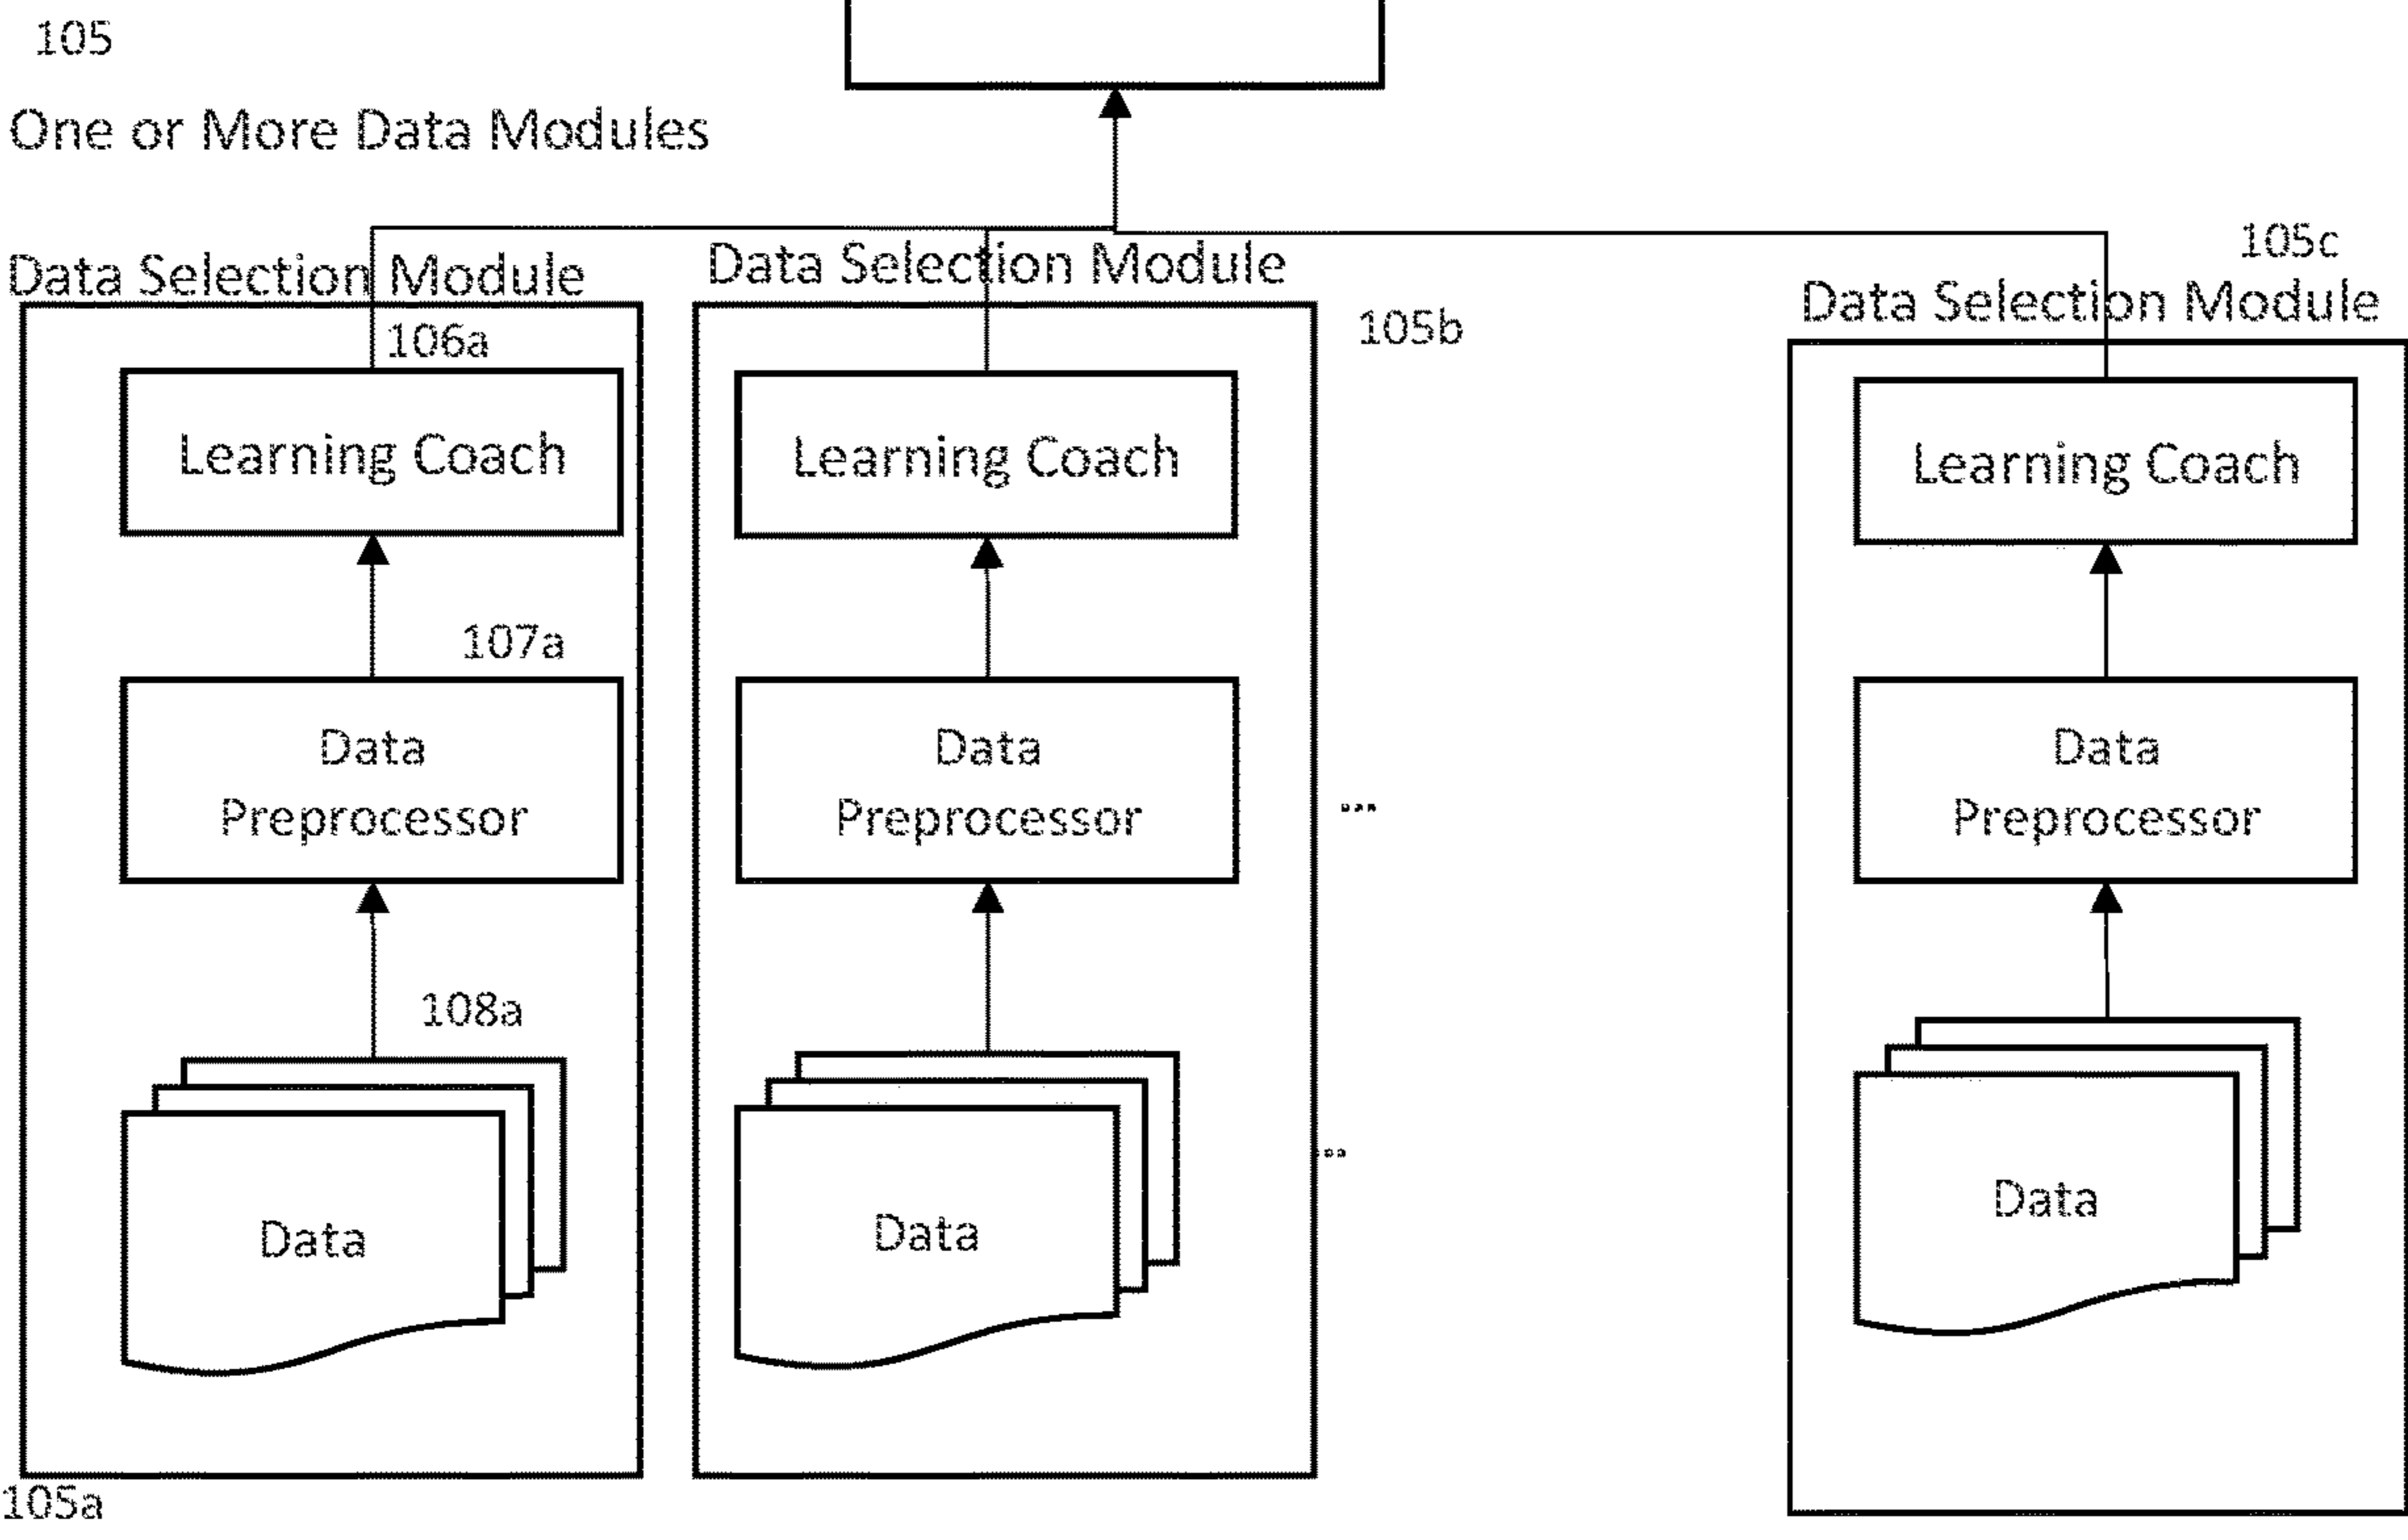 105
One or More Data Modules
Data Selection Module
106a
Learning Coach
107a
Data
Preprocessor
108a
Data
105a
Data Selection Module
105b
Learning Coach
Data
Preprocessor
...
Data
..
105c
Data Selection Module
Learning Coach
Data
Preprocessor
Data